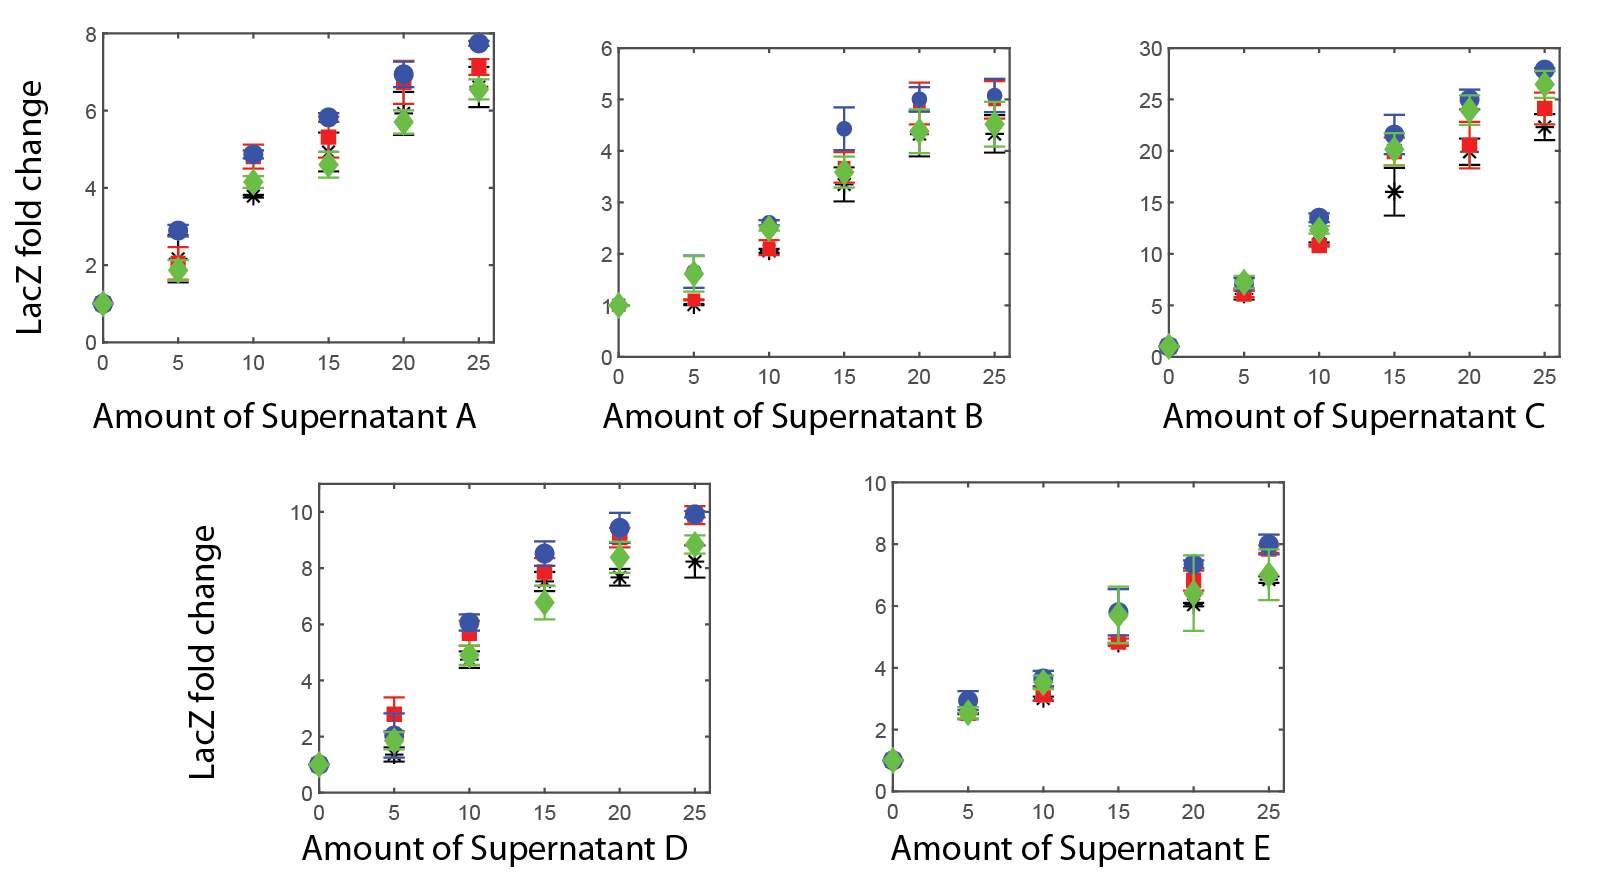 LacZ fold change
8
6
4
2
0
0 5 10 15 20 25
Amount of Supernatant A
6
5
4
3
2
1
0
0 5 10 15 20 25
Amount of Supernatant B
30
25
20
15
10
5
0
0 5 10 15 20 25
Amount of Supernatant C
LacZ fold change
10
8
6
4
2
0
0 5 10 15 20 25
Amount of Supernatant D
10
8
6
4
2
0
0 5 10 15 20 25
Amount of Supernatant E